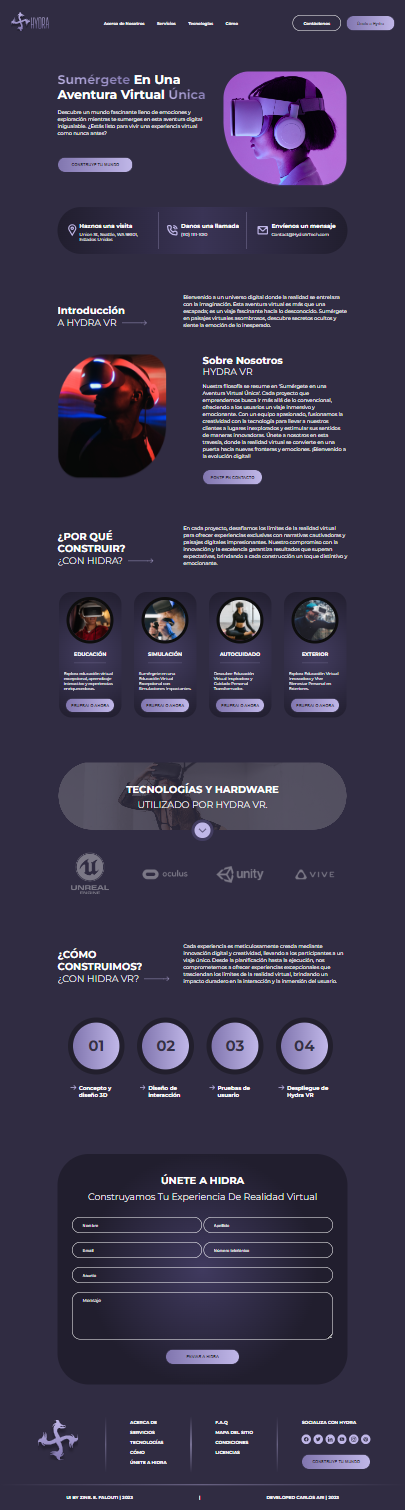 HYDRA
Acerca de Nosotros
Servicios
Tecnologías
Cómo
Contáctenos
Únete a Hydra
Sumérgete En Una
Aventura Virtual Única
Descubre un mundo fascinante lleno de emociones y
exploración mientras te sumerges en esta aventura digital
inigualable. ¿Estás listo para vivir una experiencia virtual
como nunca antes?
CONSTRUYE TU MUNDO
Haznos una visita
Union St, Seattle, WA 98101,
Estados Unidos
Danos una llamada
(110) 1111-1010
Envíenos un mensaje
Contact@HydraVTech.com
Introducción
A HYDRA VR
Bienvenido a un universo digital donde la realidad se entrelaza
con la imaginación. Esta aventura virtual es más que una
escapada; es un viaje fascinante hacia lo desconocido. Sumérgete
en paisajes virtuales asombrosos, descubre secretos ocultos y
siente la emoción de lo inesperado.
Sobre Nosotros
HYDRA VR
Nuestra filosofía se resume en 'Sumérgete en una
Aventura Virtual Única'. Cada proyecto que
emprendemos busca ir más allá de lo convencional,
ofreciendo a los usuarios un viaje inmersivo y
emocionante. Con un equipo apasionado, fusionamos la
creatividad con la tecnología para llevar a nuestros
clientes a lugares inexplorados y estimular sus sentidos
de maneras innovadoras. Únete a nosotros en esta
travesía, donde la realidad virtual se convierte en una
puerta hacia nuevas fronteras y emociones. ¡Bienvenido a
la evolución digital!
PONTE EN CONTACTO
¿POR QUÉ
CONSTRUIR?
¿CON HIDRA?
En cada proyecto, desafiamos los límites de la realidad virtual
para ofrecer experiencias exclusivas con narrativas cautivadoras y
paisajes digitales impresionantes. Nuestro compromiso con la
innovación y la excelencia garantiza resultados que superan
expectativas, brindando a cada construcción un toque distintivo y
emocionante.
EDUCACIÓN
Explora educación virtual
excepcional, aprendizaje
interactivo y experiencias
enriquecedoras.
PRUEBALO AHORA
SIMULACIÓN
Sumérgete en una
Educación Virtual
Excepcional con
Simulaciones Impactantes.
PRUEBALO AHORA
AUTOCUIDADO
Descubre Educación
Virtual Inspiradora y
Cuidado Personal
Transformador.
PRUEBALO AHORA
EXTERIOR
Explora Educación Virtual
Innovadora y Vive
Bienestar Personal en
Exteriores.
PRUEBALO AHORA
TECNOLOGÍAS Y HARDWARE
UTILIZADO POR HYDRA VR.
UNREAL
ENGINE
oculus
unity
VIVE
¿CÓMO
CONSTRUIMOS?
¿CON HIDRA VR?
Cada experiencia es meticulosamente creada mediante
innovación digital y creatividad, llevando a los participantes a un
viaje único. Desde la planificación hasta la ejecución, nos
comprometemos a ofrecer experiencias excepcionales que
trasciendan los límites de la realidad virtual, brindando un
impacto duradero en la interacción y la inmersión del usuario.
01
02
03
04
Concepto y
diseño 3D
Diseño de
interacción
Pruebas de
usuario
Despliegue de
Hydra VR
ÚNETE A HIDRA
Construyamos Tu Experiencia De Realidad Virtual
Nombre
Apellido
Email
Número telefónico
Asunto
Mensaje
ENVIAR AHORA
ACERCA DE
SERVICIOS
TECNOLOGÍAS
CÓMO
ÚNETE A HIDRA
F.A.Q
MAPA DEL SITIO
CONDICIONES
LICENCIAS
SOCIALIZA CON HYDRA
CONSTRUYE TU MUNDO
DEVELOPED CARLOS AIR | 2023